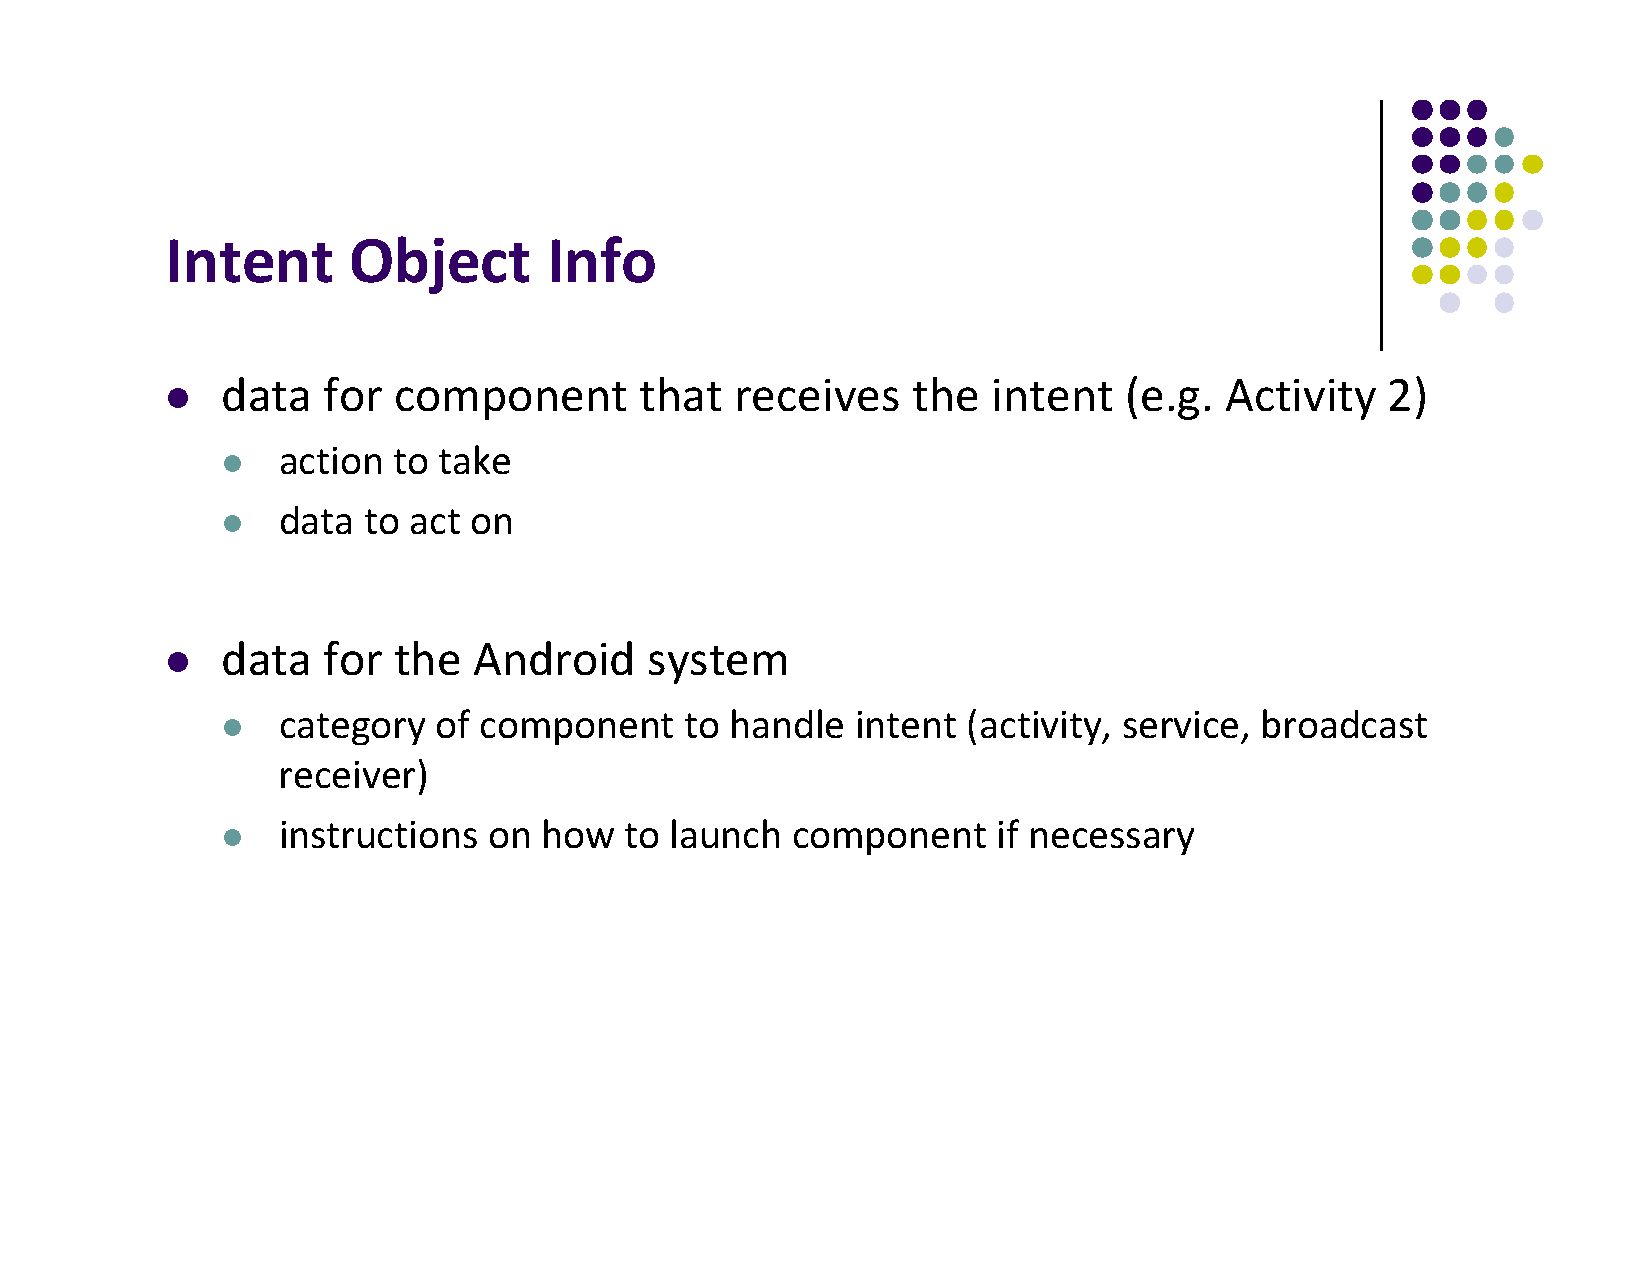 Intent Object Info
data for component that receives the intent (e.g. Activity 2)
action to take
data to act on
data for the Android system
category of component to handle intent (activity, service, broadcast
receiver)
instructions on how to launch component if necessary